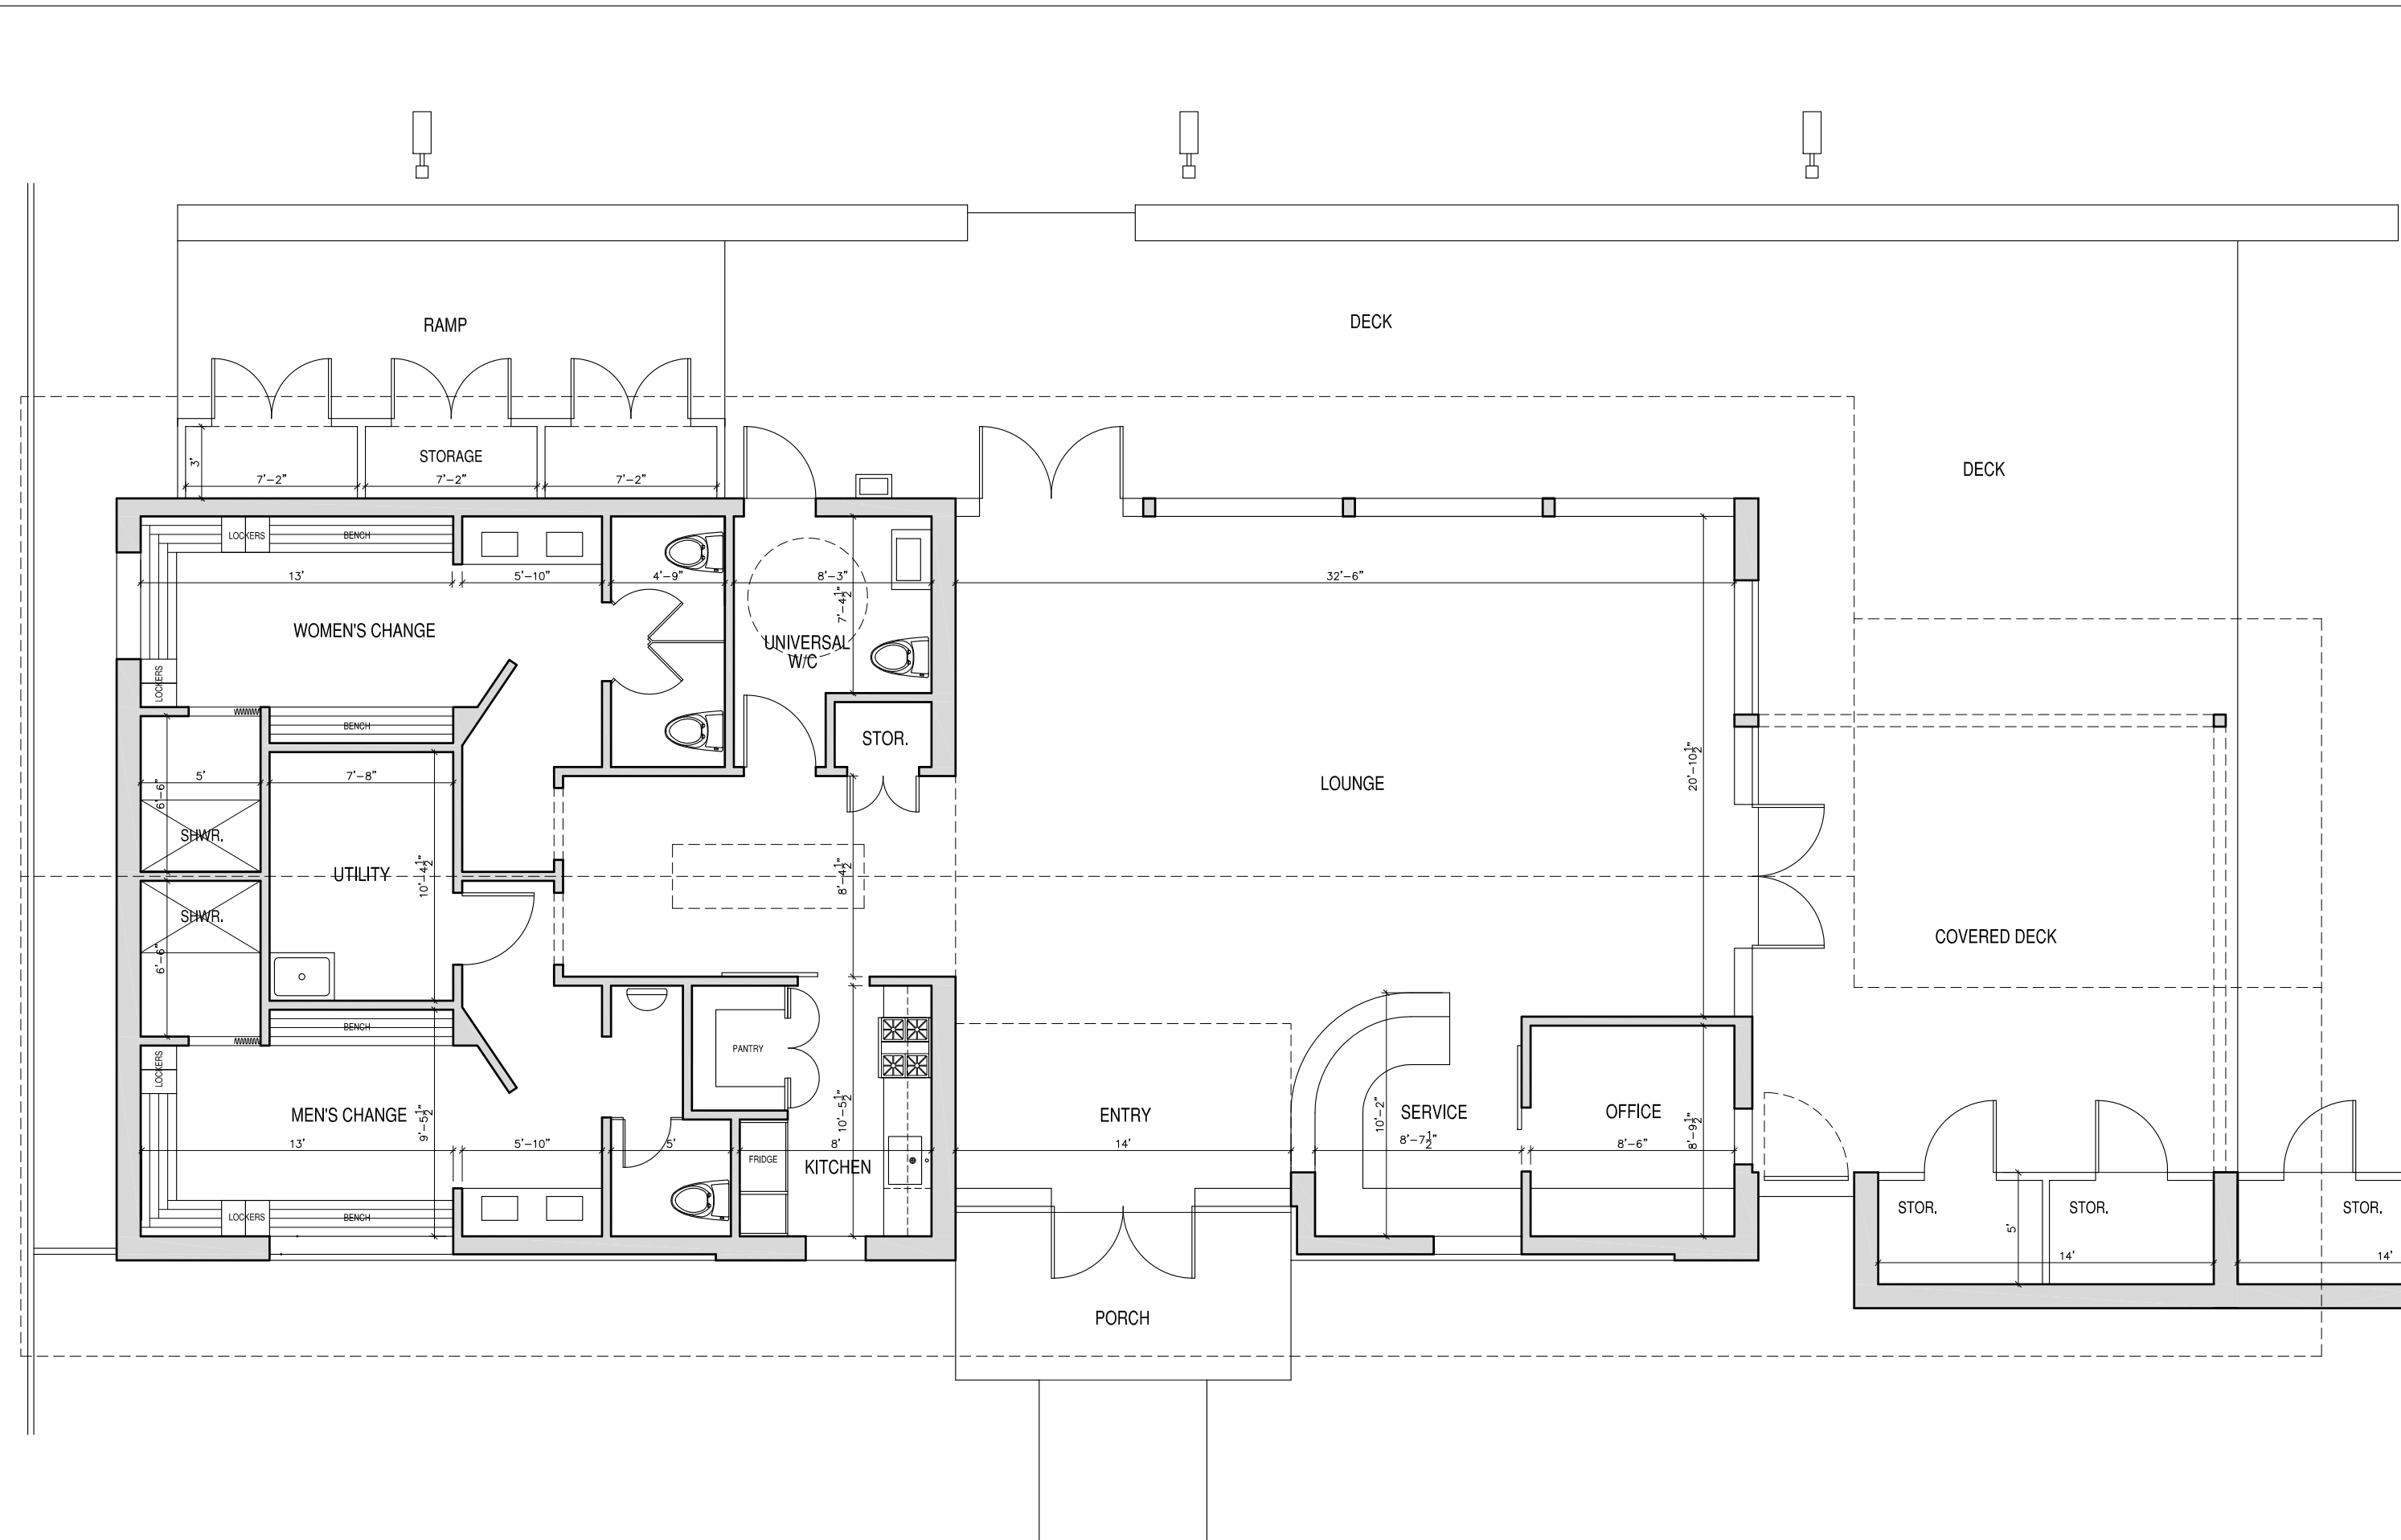 RAMP
DECK
DECK
STORAGE
3'
7'-2"
7'-2"
7'-2"
LOCKERS
BENCH
13'
5'-10"
4'-9"
8'-3"
32'-6"
7'-4½"
WOMEN'S CHANGE
UNIVERSAL
W/C
LOCKERS
BENCH
STOR.
5'
7'-8"
6'-6"
20'-10½"
LOUNGE
SHWR.
UTILITY
10'-4½"
8'-4½"
SHWR.
6'-6"
COVERED DECK
BENCH
LOCKERS
PANTRY
MEN'S CHANGE
9'-5½"
10'-5½"
ENTRY
10'-2"
SERVICE
OFFICE
8'-9½"
13'
5'-10"
5'
8'
14'
8'-7½"
8'-6"
FRIDGE
KITCHEN
LOCKERS
BENCH
STOR.
STOR.
STOR.
5'
14'
14'
PORCH